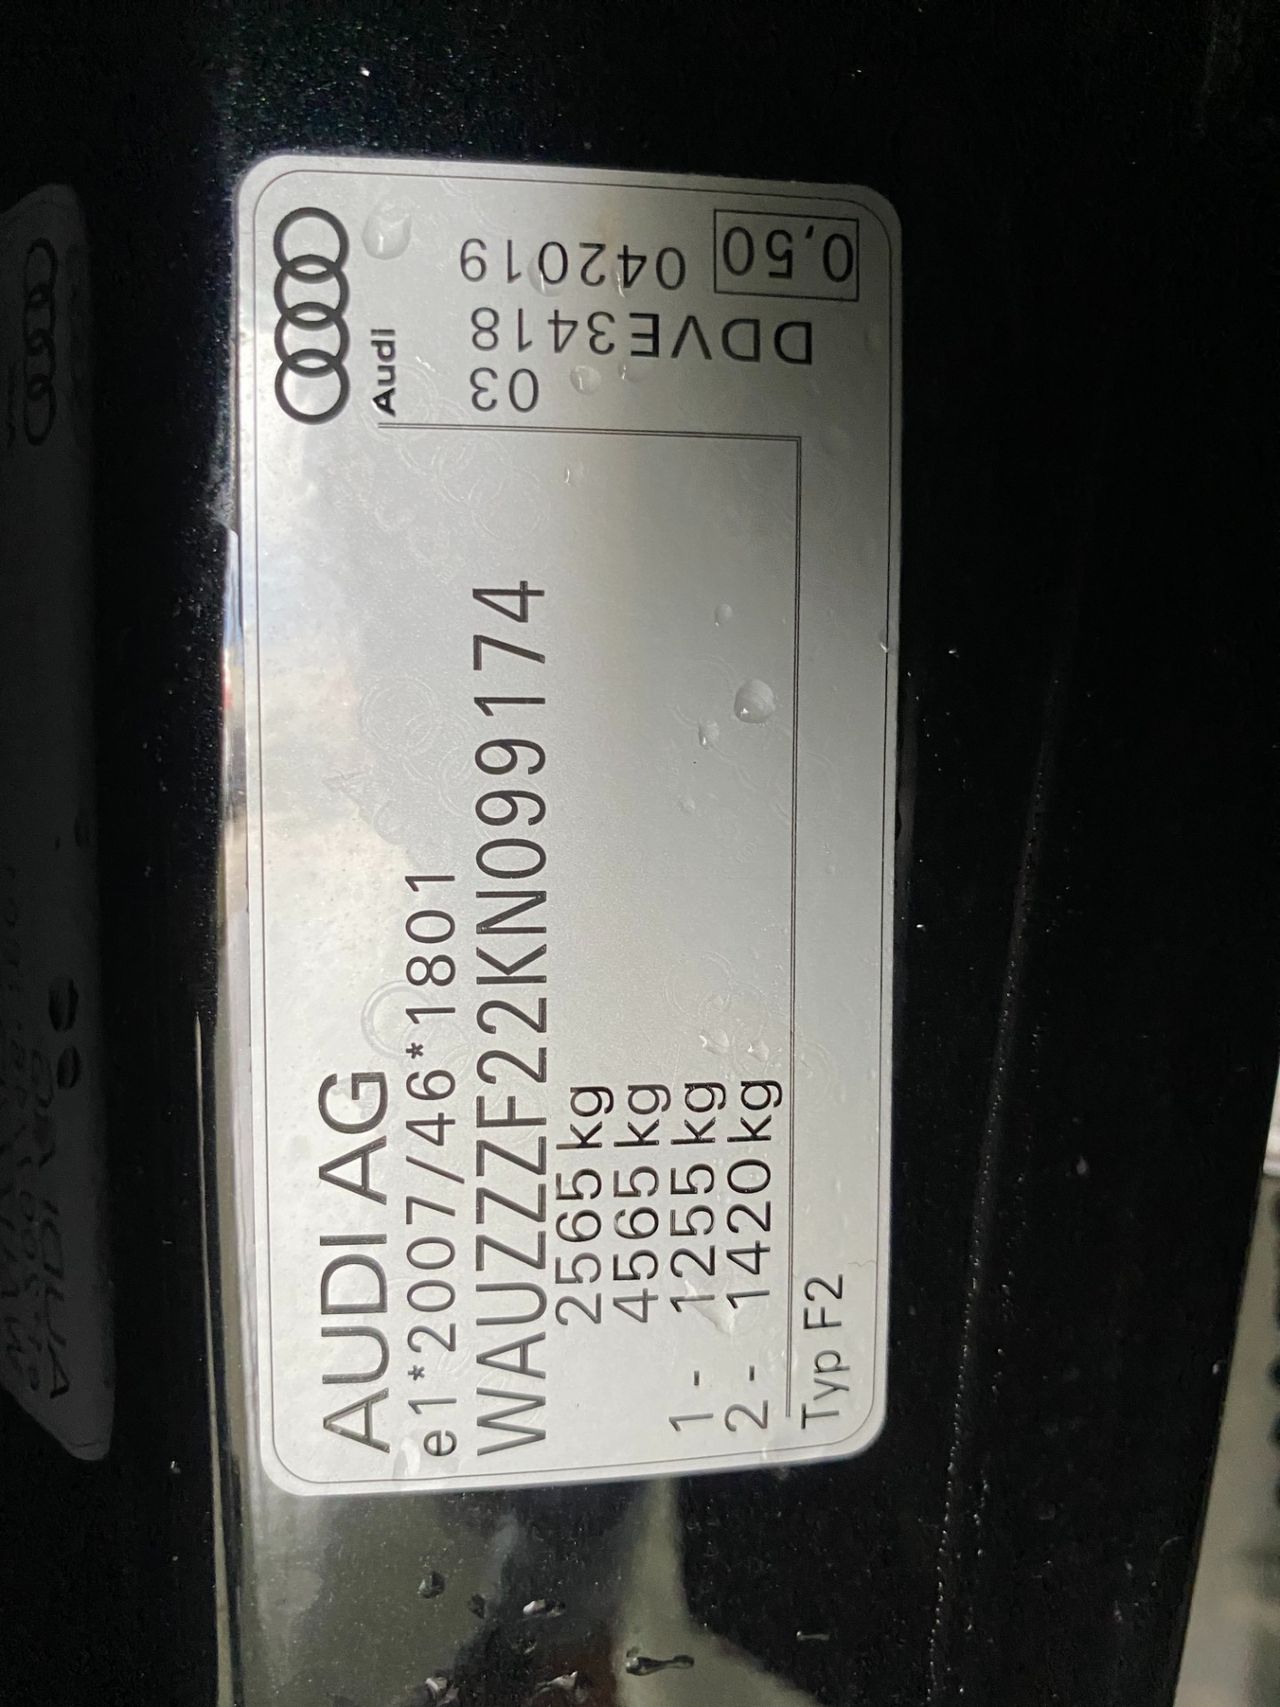 AUDI AG
Audi
e1*2007/46*1801
WAUZZZF22KN099174
2565 kg
4565 kg
1 - 1255 kg
2 - 1420 kg
Typ F2
03
DDVE3418
042019
0,50